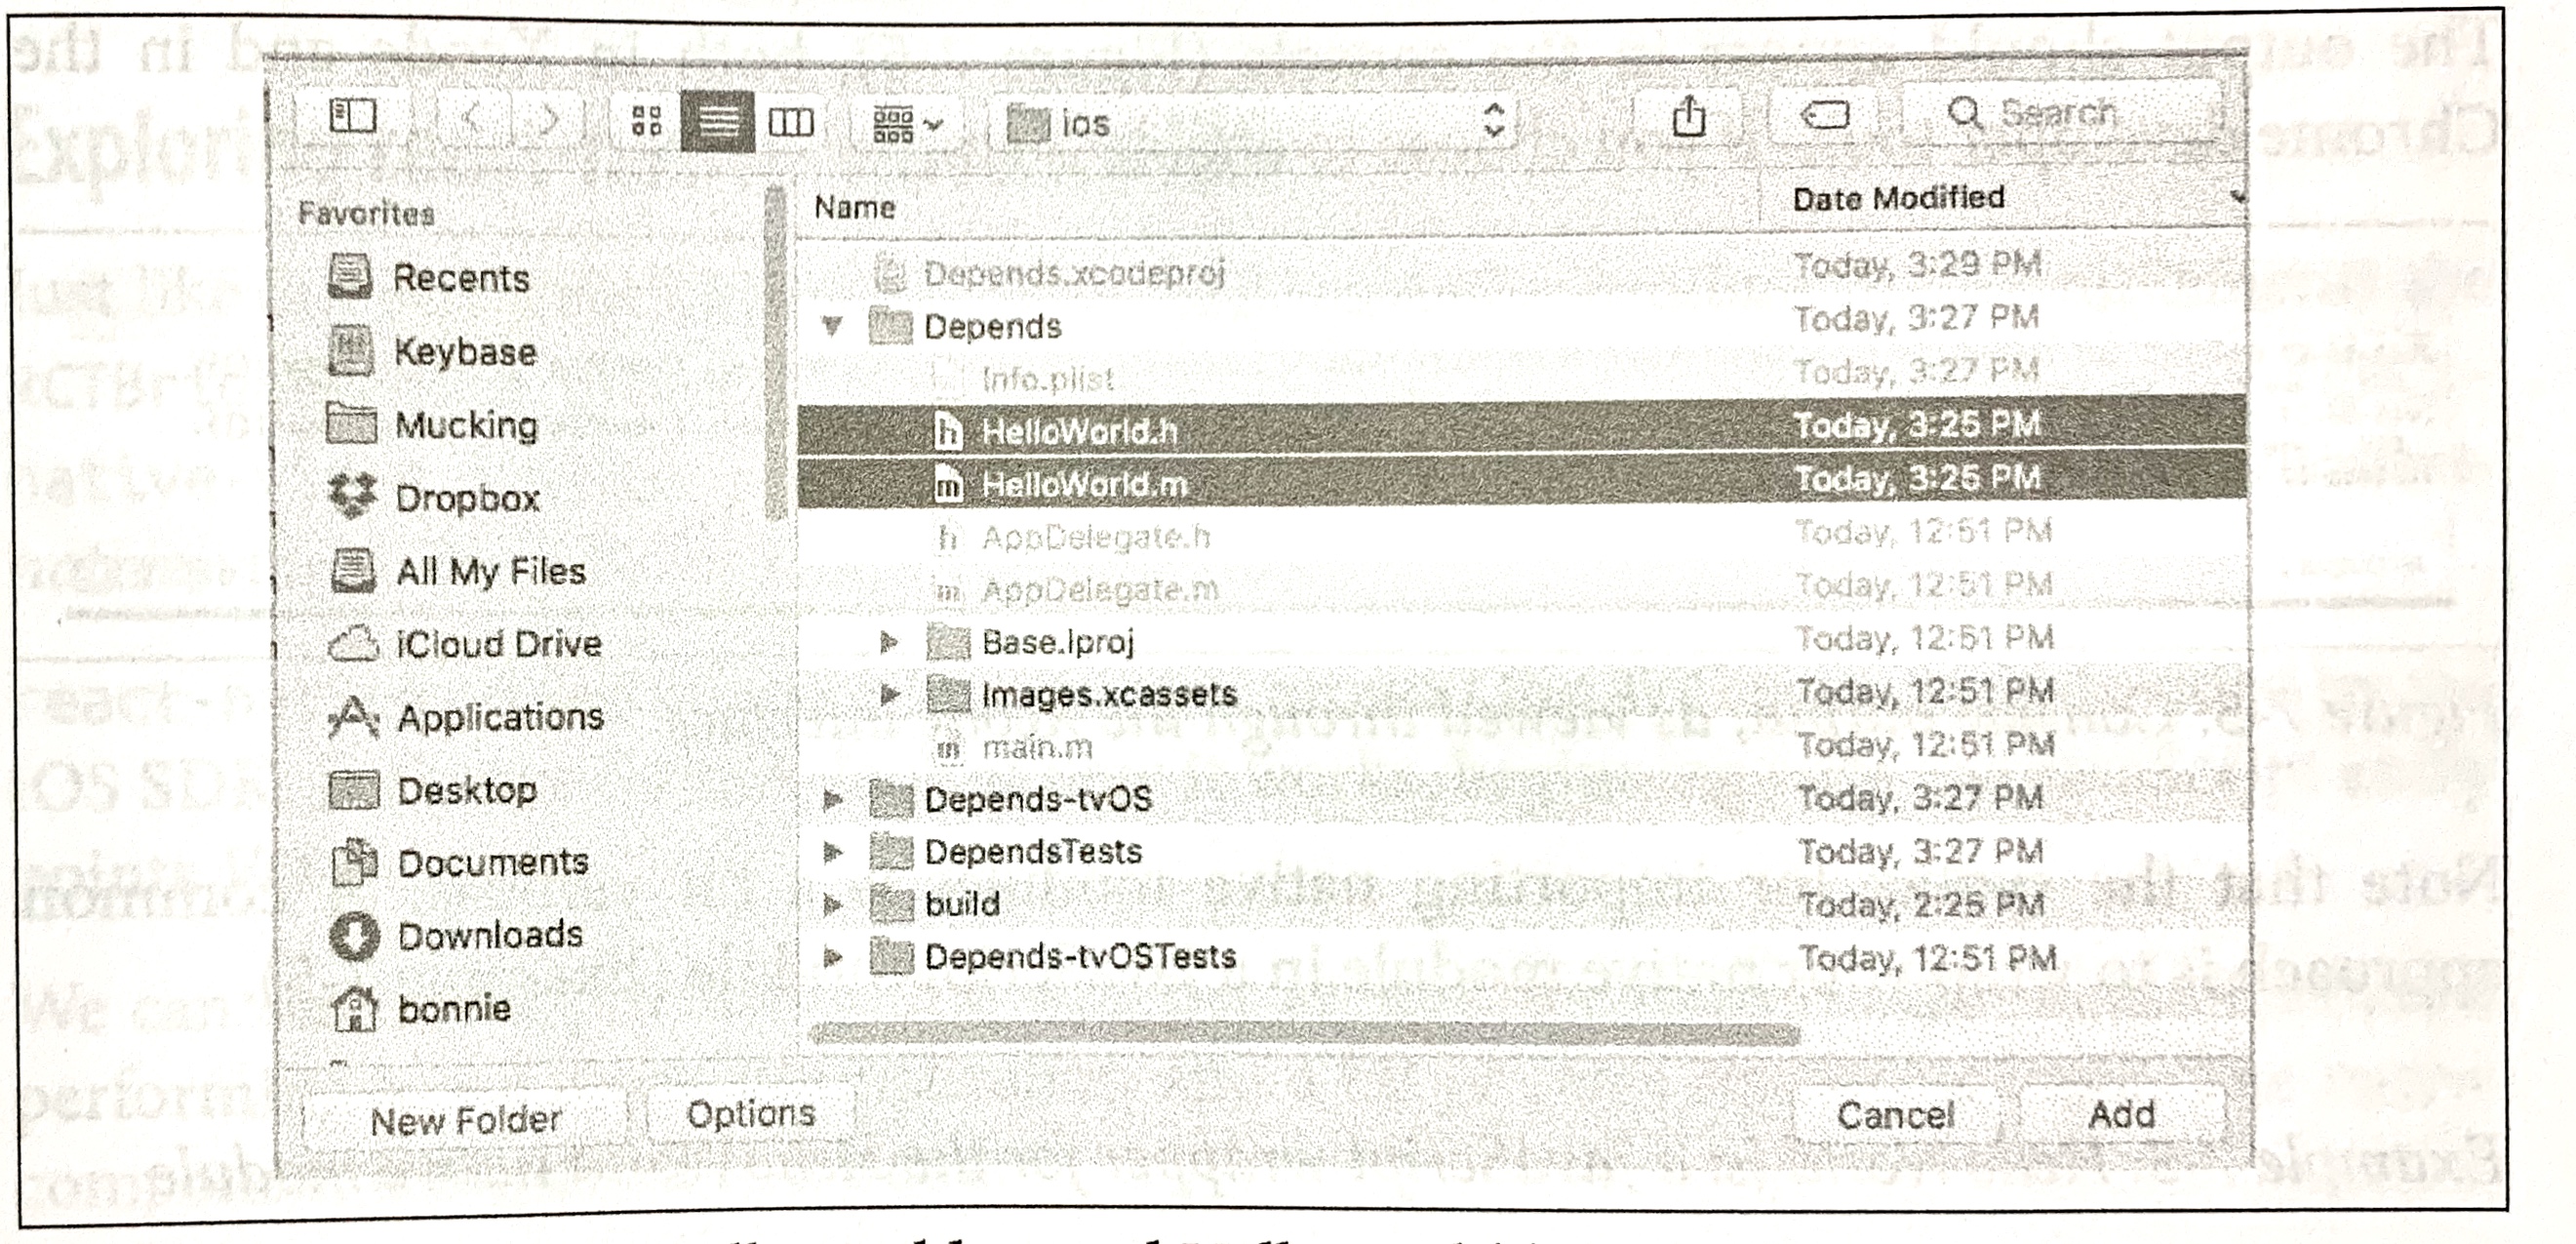 ios
Search
Favorites
Recents
Keybase
Mucking
Dropbox
All My Files
iCloud Drive
Applications
Desktop
Documents
Downloads
bonnie
Name Date Modified
Depends.xcodeproj Today, 3:29 PM
Depends Today, 3:27 PM
Info.plist Today, 3:27 PM
h HelloWorld.h Today, 3:25 PM
m HelloWorld.m Today, 3:25 PM
h AppDelegate.h Today, 12:51 PM
m AppDelegate.m Today, 12:51 PM
Base.lproj Today, 12:51 PM
Images.xcassets Today, 12:51 PM
m main.m Today, 12:51 PM
Depends-tvOS Today, 3:27 PM
DependsTests Today, 3:27 PM
build Today, 2:25 PM
Depends-tvOSTests Today, 12:51 PM
New Folder Options Cancel Add